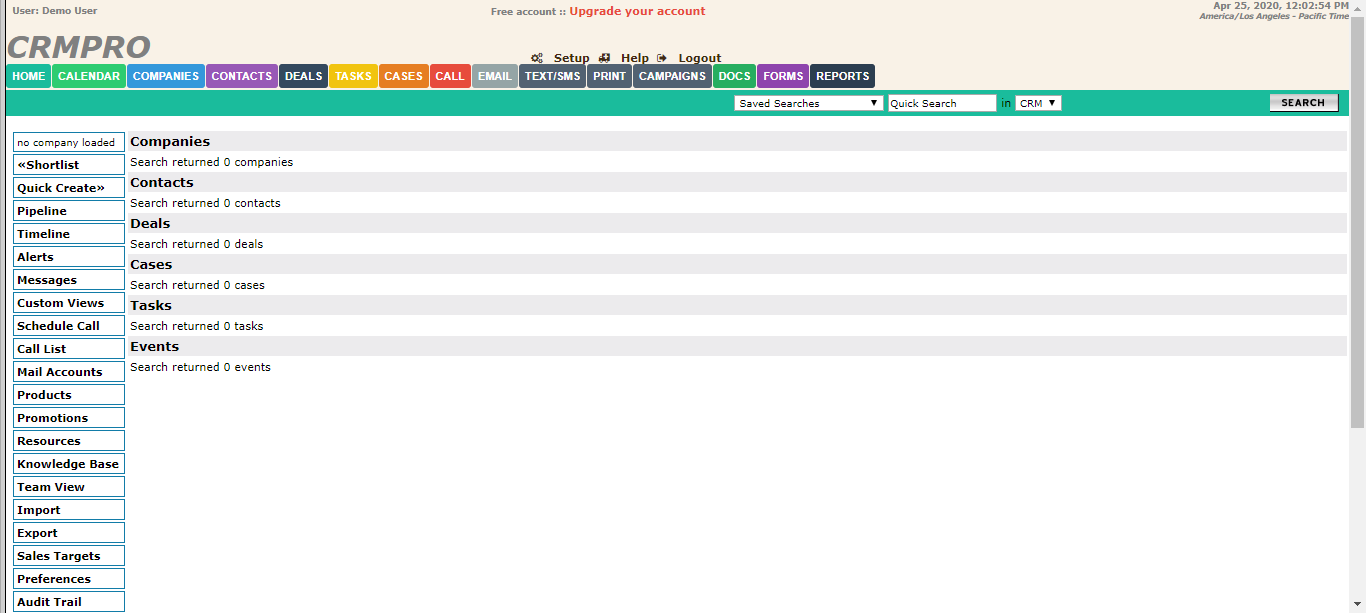 User: Demo User
Free account :: Upgrade your account
Apr 25, 2020, 12:02:54 PM
America/Los Angeles - Pacific Time
CRMPRO
Setup Help Logout
HOME CALENDAR COMPANIES CONTACTS DEALS TASKS CASES CALL EMAIL TEXT/SMS PRINT CAMPAIGNS DOCS FORMS REPORTS
Saved Searches Quick Search in CRM SEARCH
no company loaded
«Shortlist
Quick Create»
Pipeline
Timeline
Alerts
Messages
Custom Views
Schedule Call
Call List
Mail Accounts
Products
Promotions
Resources
Knowledge Base
Team View
Import
Export
Sales Targets
Preferences
Audit Trail
Companies
Search returned 0 companies
Contacts
Search returned 0 contacts
Deals
Search returned 0 deals
Cases
Search returned 0 cases
Tasks
Search returned 0 tasks
Events
Search returned 0 events